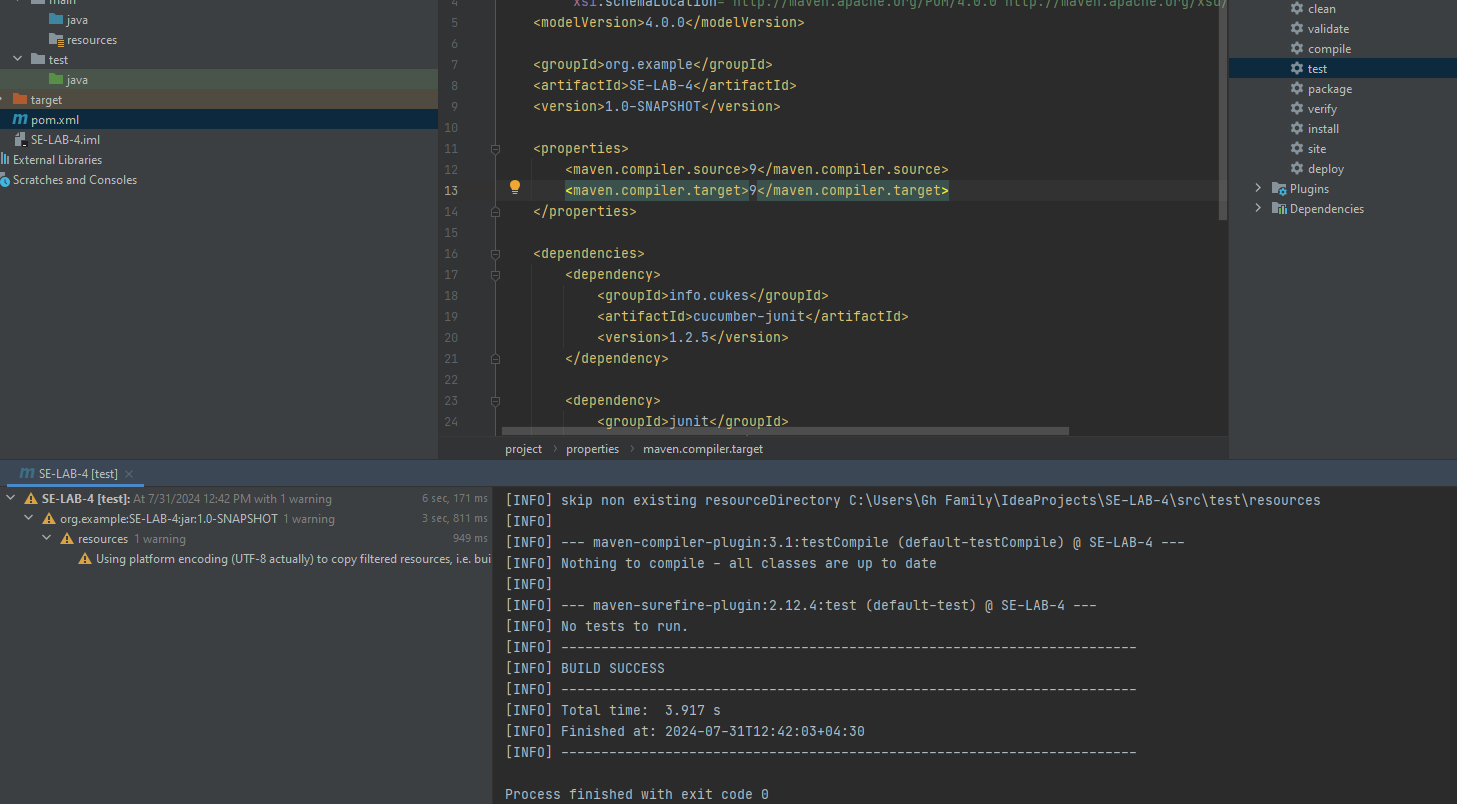 main
java
resources
test
java
target
pom.xml
SE-LAB-4.iml
External Libraries
Scratches and Consoles
4 xsi:schemaLocation="http://maven.apache.org/POM/4.0.0 http://maven.apache.org/xsd/
5 <modelVersion>4.0.0</modelVersion>
6
7 <groupId>org.example</groupId>
8 <artifactId>SE-LAB-4</artifactId>
9 <version>1.0-SNAPSHOT</version>
10
11 <properties>
12 <maven.compiler.source>9</maven.compiler.source>
13 <maven.compiler.target>9</maven.compiler.target>
14 </properties>
15
16 <dependencies>
17 <dependency>
18 <groupId>info.cukes</groupId>
19 <artifactId>cucumber-junit</artifactId>
20 <version>1.2.5</version>
21 </dependency>
22
23 <dependency>
24 <groupId>junit</groupId>
project > properties > maven.compiler.target
clean
validate
compile
test
package
verify
install
site
deploy
Plugins
Dependencies
SE-LAB-4 [test] ×
SE-LAB-4 [test]: At 7/31/2024 12:42 PM with 1 warning 6 sec, 171 ms
org.example:SE-LAB-4:jar:1.0-SNAPSHOT 1 warning 3 sec, 811 ms
resources 1 warning 949 ms
Using platform encoding (UTF-8 actually) to copy filtered resources, i.e. bui
[INFO] skip non existing resourceDirectory C:\Users\Gh Family\IdeaProjects\SE-LAB-4\src\test\resources
[INFO]
[INFO] --- maven-compiler-plugin:3.1:testCompile (default-testCompile) @ SE-LAB-4 ---
[INFO] Nothing to compile - all classes are up to date
[INFO]
[INFO] --- maven-surefire-plugin:2.12.4:test (default-test) @ SE-LAB-4 ---
[INFO] No tests to run.
[INFO] ------------------------------------------------------------------------
[INFO] BUILD SUCCESS
[INFO] ------------------------------------------------------------------------
[INFO] Total time:  3.917 s
[INFO] Finished at: 2024-07-31T12:42:03+04:30
[INFO] ------------------------------------------------------------------------
Process finished with exit code 0